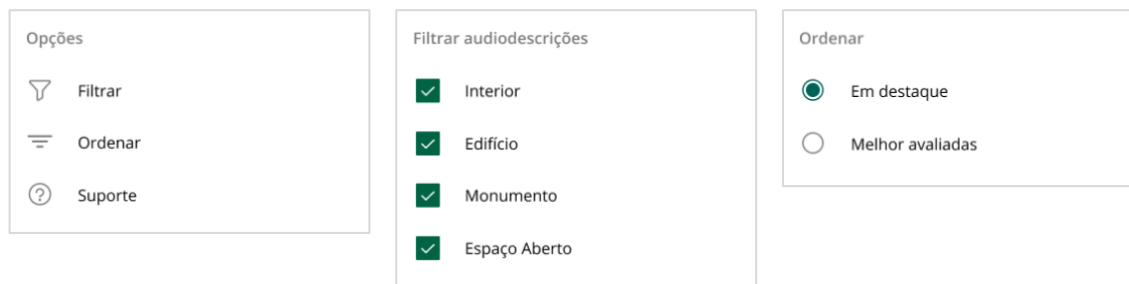 Opções
Filtrar
Ordenar
Suporte
Filtrar audiodescrições
Interior
Edifício
Monumento
Espaço Aberto
Ordenar
Em destaque
Melhor avaliadas